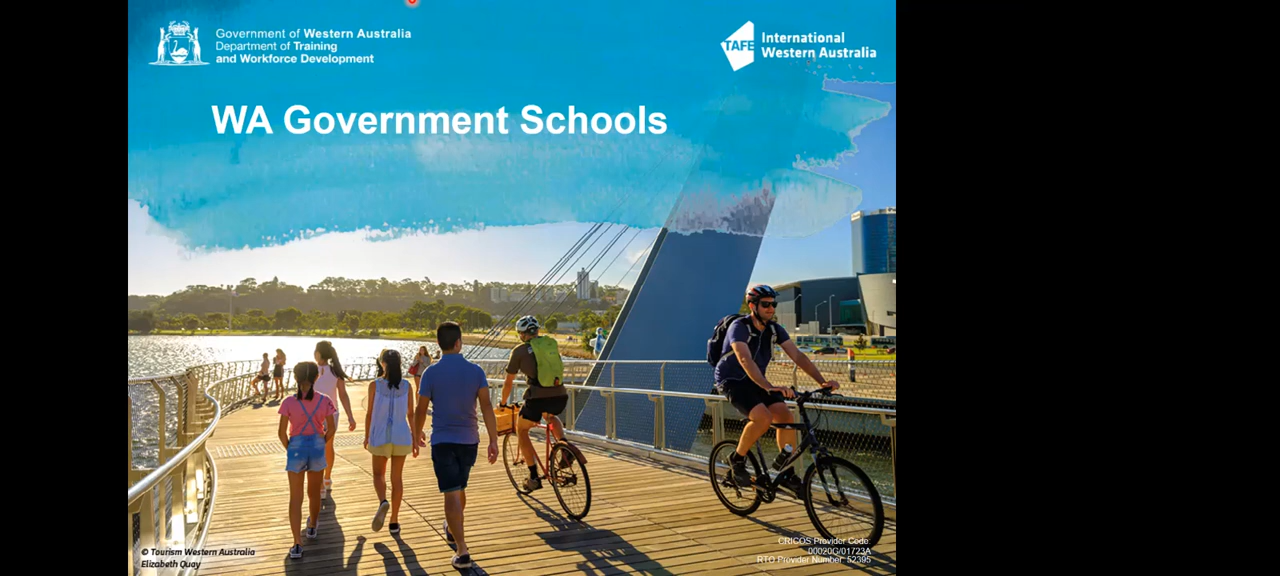 Government of Western Australia
Department of Training
and Workforce Development
TAFE
International
Western Australia
WA Government Schools
© Tourism Western Australia
Elizabeth Quay
CRICOS Provider Code:
00020G/01723A
RTO Provider Number: 52395